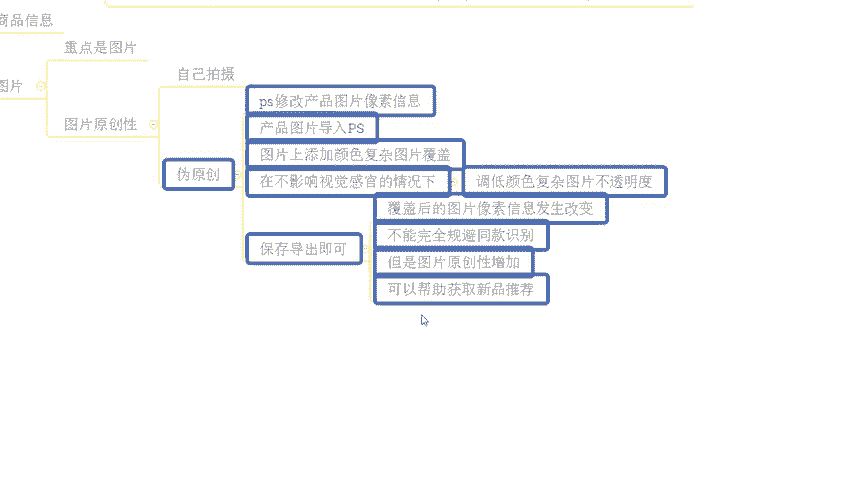 商品信息
重点是图片
自己拍摄
图片
ps修改产品图片像素信息
图片原创性
产品图片导入PS
图片上添加颜色复杂图片覆盖
伪原创
在不影响视觉感官的情况下
调低颜色复杂图片不透明度
覆盖后的图片像素信息发生改变
不能完全规避同款识别
保存导出即可
但是图片原创性增加
可以帮助获取新品推荐